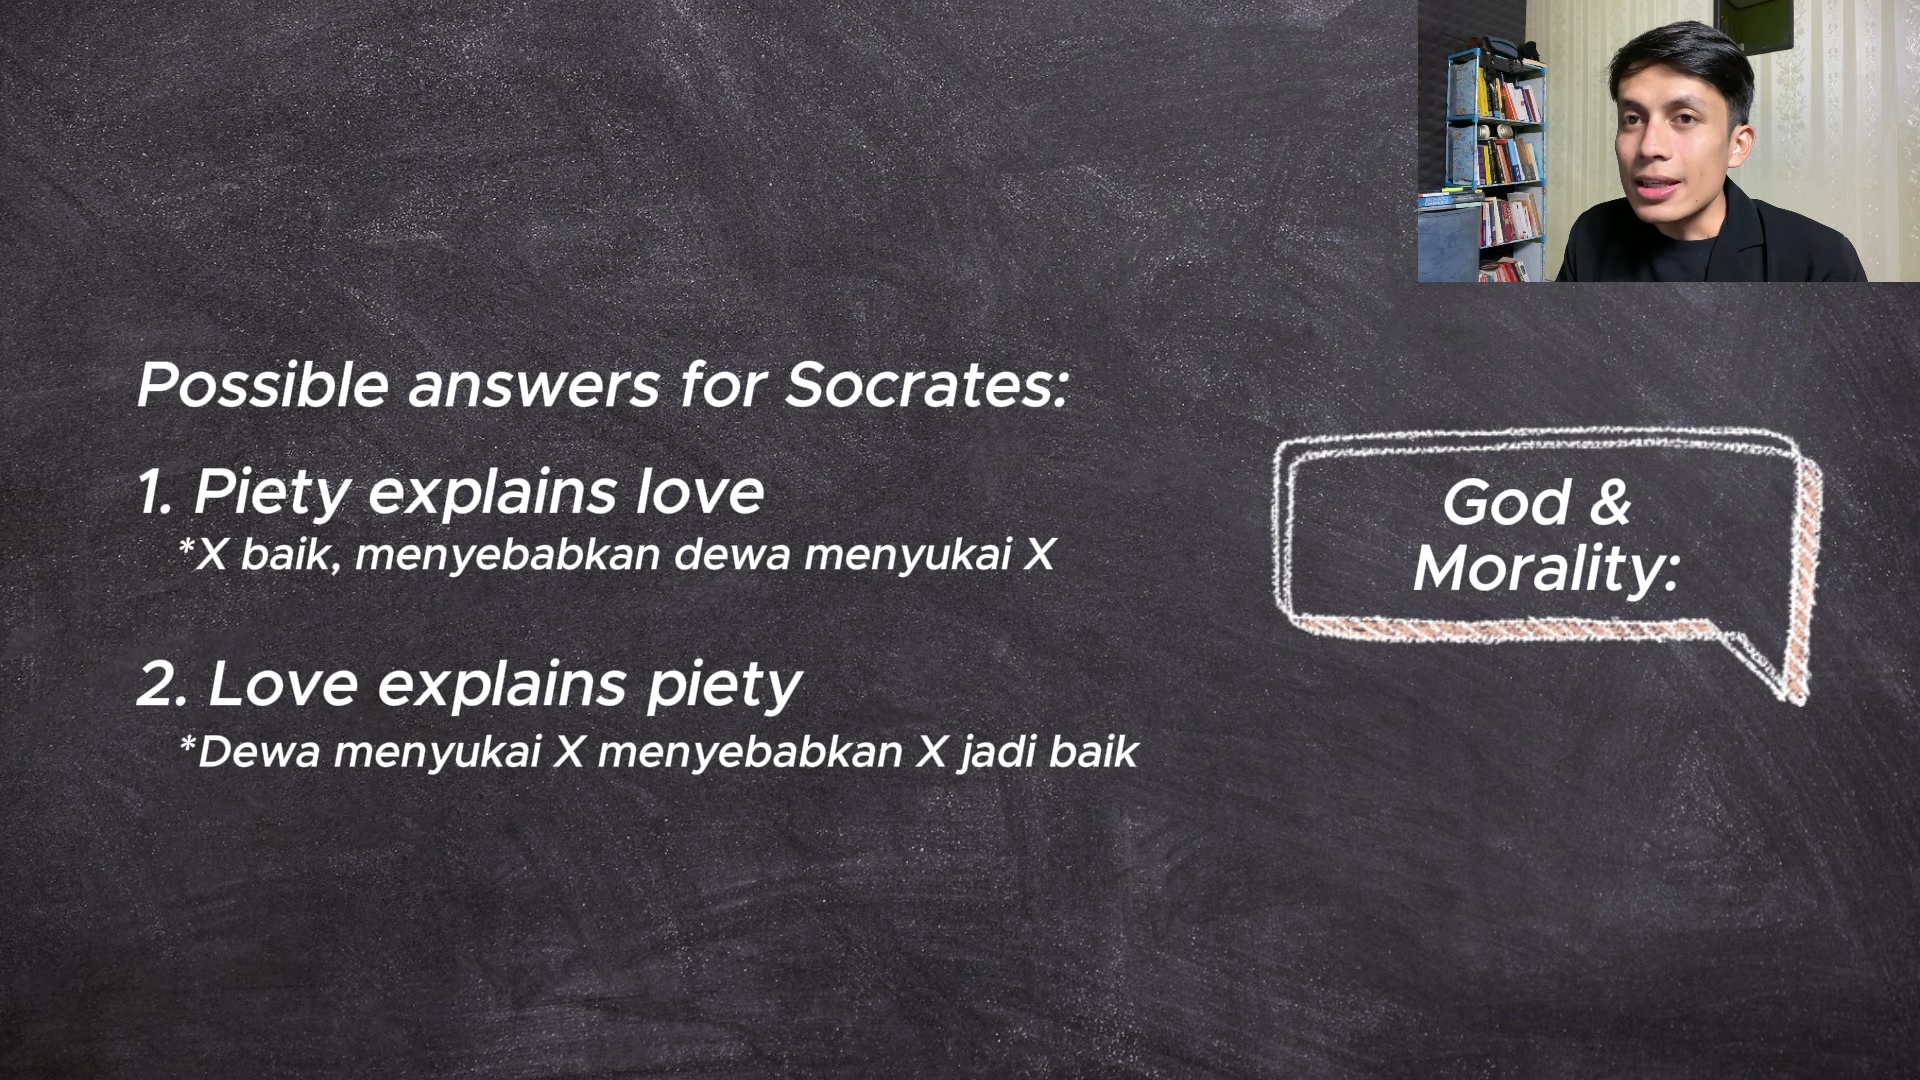 Possible answers for Socrates:
1. Piety explains love
*X baik, menyebabkan dewa menyukai X
2. Love explains piety
*Dewa menyukai X menyebabkan X jadi baik
God &
Morality: